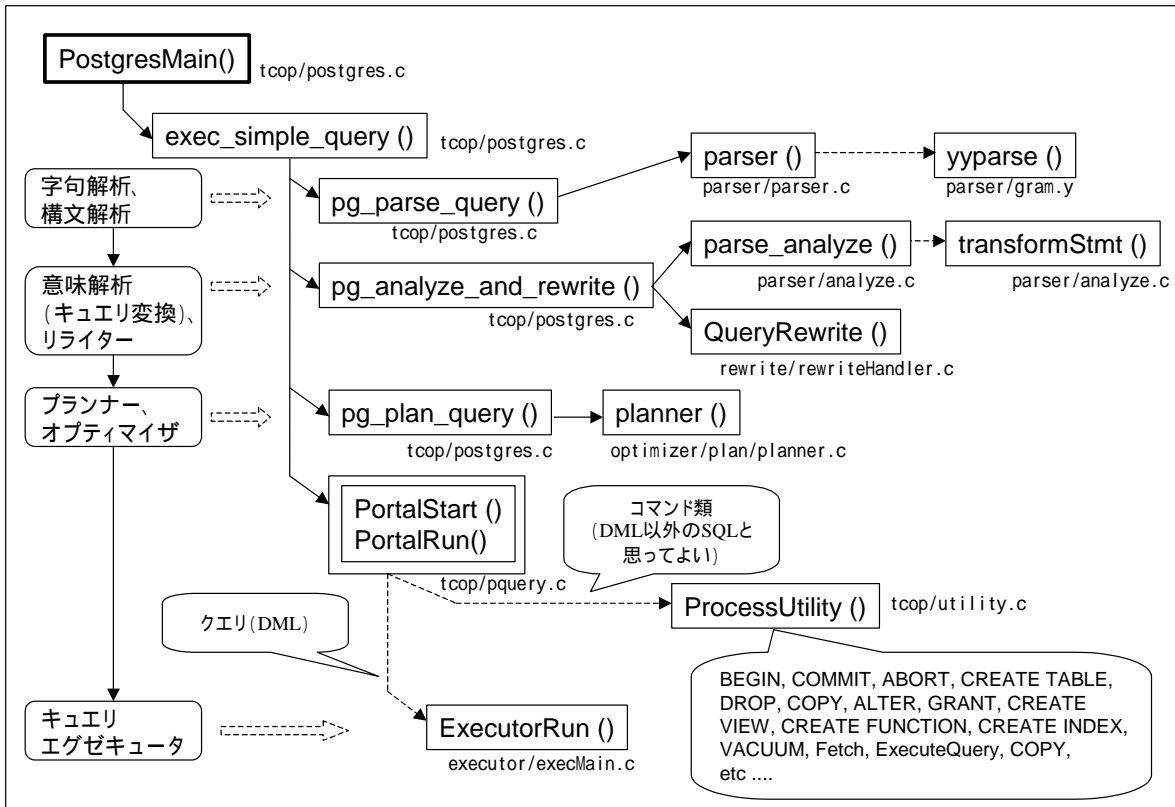 PostgresMain()
tcop/postgres.c
exec_simple_query ()
tcop/postgres.c
字句解析、
構文解析
pg_parse_query ()
tcop/postgres.c
parser ()
parser/parser.c
yyparse ()
parser/gram.y
意味解析
(キュエリ変換)、
リライター
pg_analyze_and_rewrite ()
tcop/postgres.c
parse_analyze ()
parser/analyze.c
transformStmt ()
parser/analyze.c
QueryRewrite ()
rewrite/rewriteHandler.c
プランナー、
オプティマイザ
pg_plan_query ()
tcop/postgres.c
planner ()
optimizer/plan/planner.c
PortalStart ()
PortalRun()
tcop/pquery.c
コマンド類
(DML以外のSQLと
思ってよい)
ProcessUtility ()
tcop/utility.c
クエリ(DML)
BEGIN, COMMIT, ABORT, CREATE TABLE,
DROP, COPY, ALTER, GRANT, CREATE
VIEW, CREATE FUNCTION, CREATE INDEX,
VACUUM, Fetch, ExecuteQuery, COPY,
etc ....
キュエリ
エグゼキュータ
ExecutorRun ()
executor/execMain.c